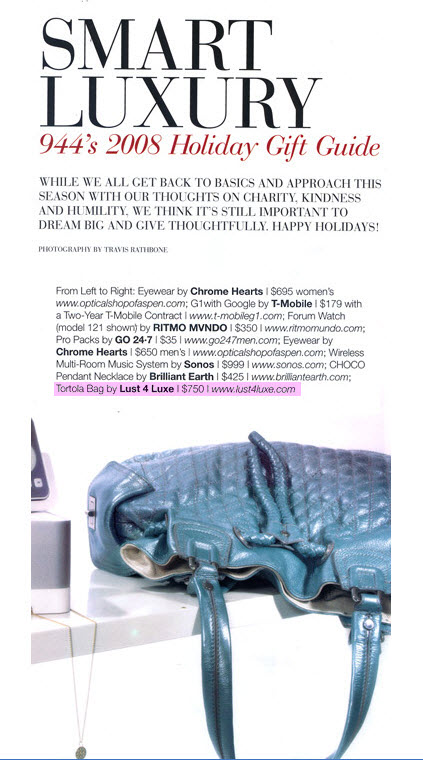 SMART
LUXURY
944's 2008 Holiday Gift Guide
WHILE WE ALL GET BACK TO BASICS AND APPROACH THIS
SEASON WITH OUR THOUGHTS ON CHARITY, KINDNESS
AND HUMILITY, WE THINK IT'S STILL IMPORTANT TO
DREAM BIG AND GIVE THOUGHTFULLY. HAPPY HOLIDAYS!
PHOTOGRAPHY BY TRAVIS RATHBONE
From Left to Right: Eyewear by Chrome Hearts | $695 women's
www.opticalshopofaspen.com; G1with Google by T-Mobile | $179 with
a Two-Year T-Mobile Contract | www.t-mobileg1.com; Forum Watch
(model 121 shown) by RITMO MVNDO | $350 | www.ritmomundo.com;
Pro Packs by GO 24•7 | $35 | www.go247men.com; Eyewear by
Chrome Hearts | $650 men's | www.opticalshopofaspen.com; Wireless
Multi-Room Music System by Sonos | $999 | www.sonos.com; CHOCO
Pendant Necklace by Brilliant Earth | $425 | www.brilliantearth.com;
Tortola Bag by Lust 4 Luxe | $750 | www.lust4luxe.com